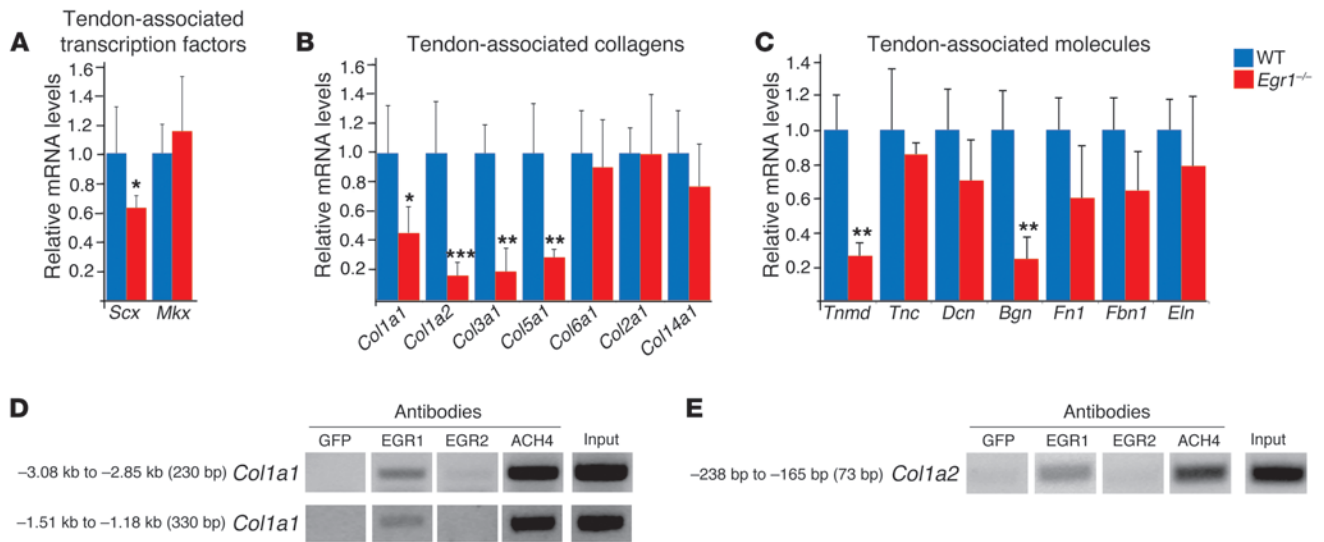 A
Tendon-associated
transcription factors
Relative mRNA levels
1.6
1.4
1.2
1.0
0.8
0.6
0.4
0.2
*
Scx Mkx
B
Tendon-associated collagens
Relative mRNA levels
1.6
1.4
1.2
1.0
0.8
0.6
0.4
0.2
* *** ** **
Col1a1 Col1a2 Col3a1 Col5a1 Col6a1 Col2a1 Col14a1
C
Tendon-associated molecules
Relative mRNA levels
1.4
1.2
1.0
0.8
0.6
0.4
0.2
** **
Tnmd Tnc Dcn Bgn Fn1 Fbn1 Eln
WT
Egr1–/–
D
Antibodies
GFP EGR1 EGR2 ACH4 Input
–3.08 kb to –2.85 kb (230 bp) Col1a1
–1.51 kb to –1.18 kb (330 bp) Col1a1
E
Antibodies
GFP EGR1 EGR2 ACH4 Input
–238 bp to –165 bp (73 bp) Col1a2